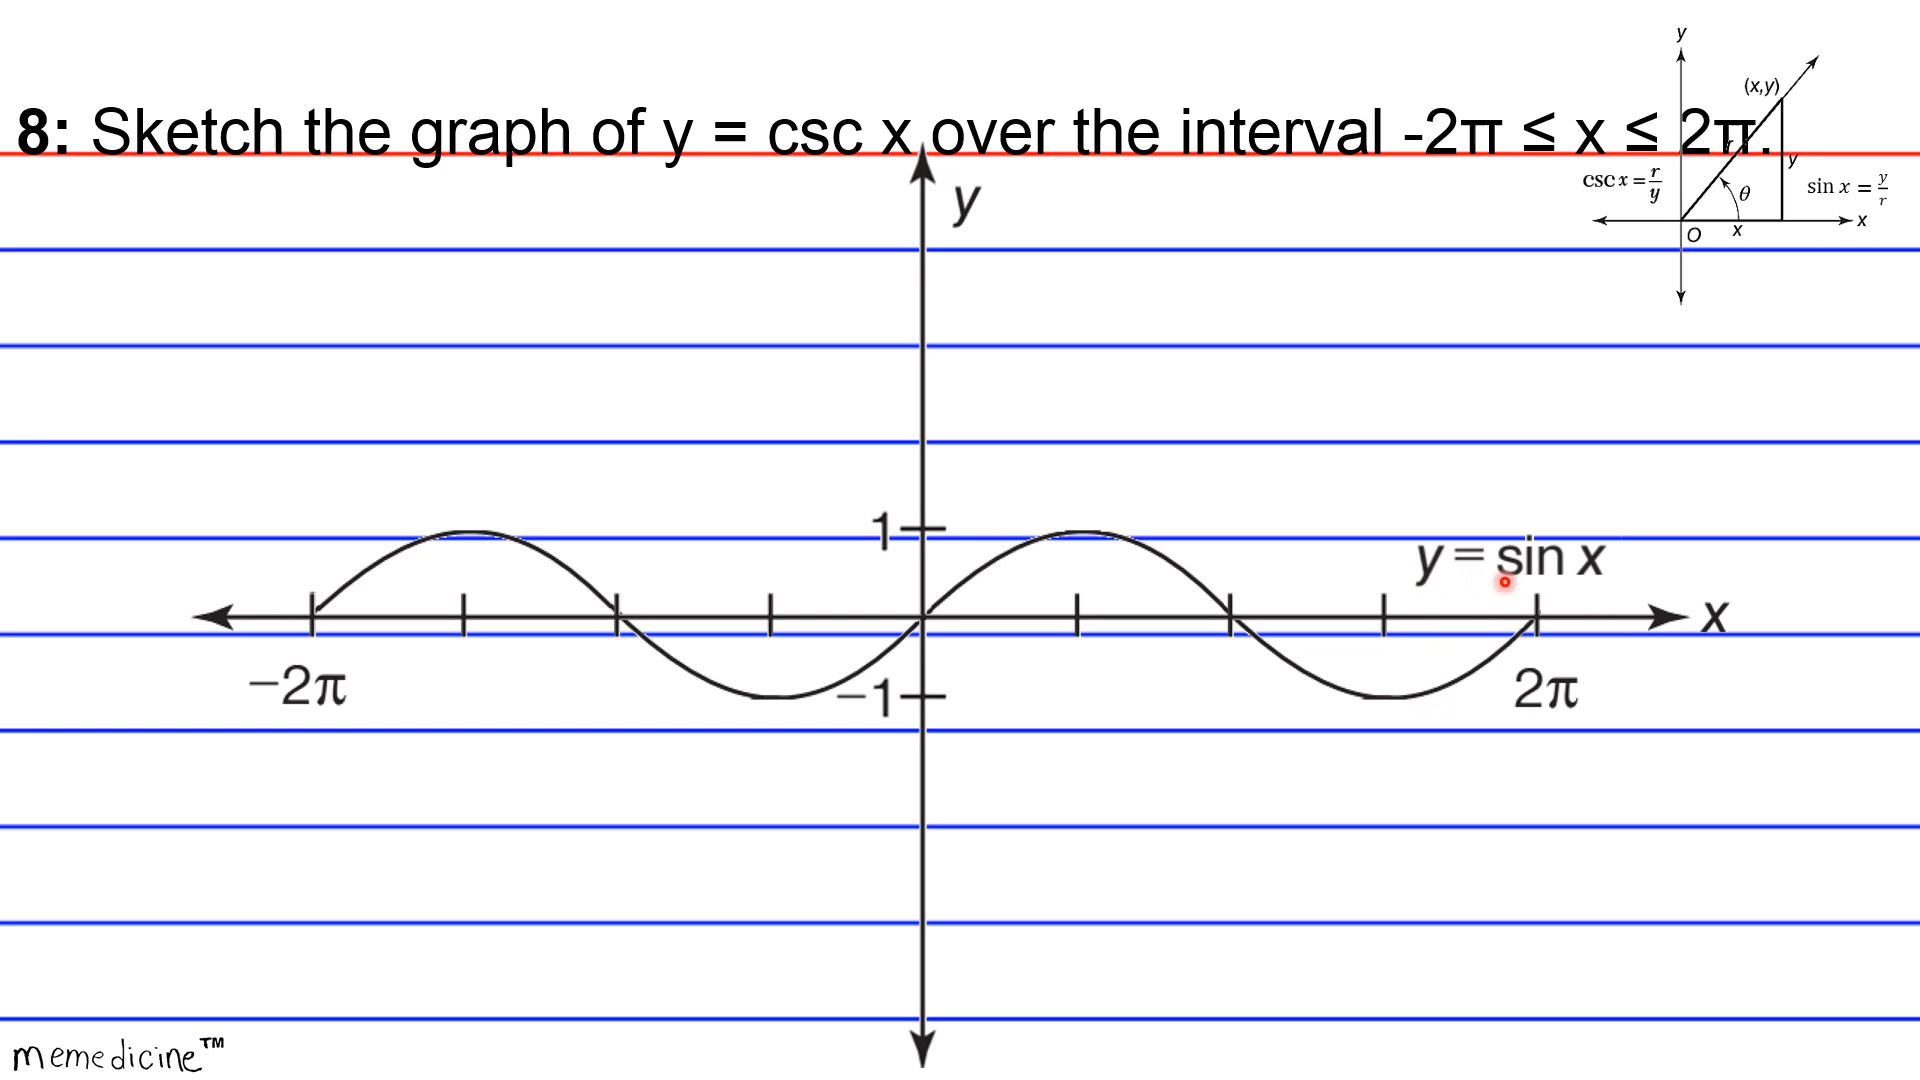 8: Sketch the graph of y = csc x over the interval -2π ≤ x ≤ 2π.
y
(x,y)
r
y
csc x = r/y
θ
sin x = y/r
x
O
x
y
1
y = sin x
x
−1
−2π
2π
memedicine™